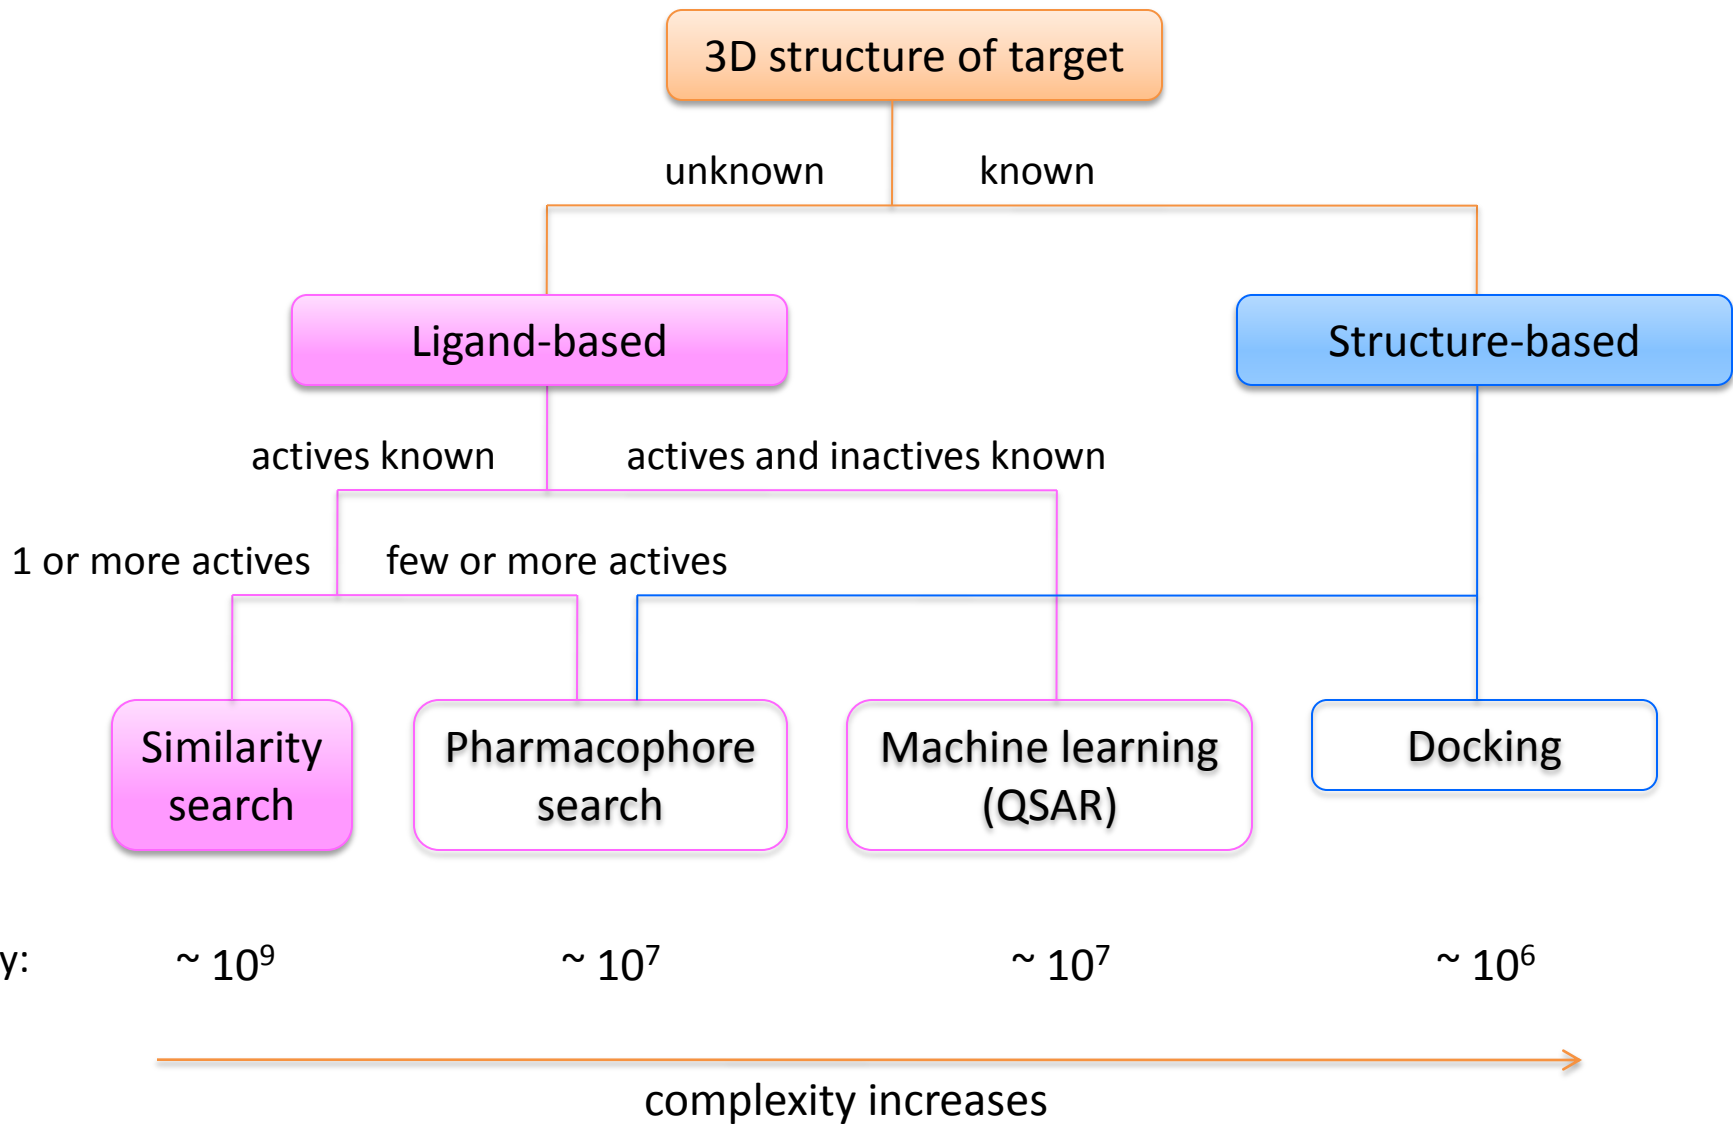 3D structure of target
unknown
known
Ligand-based
Structure-based
actives known
actives and inactives known
1 or more actives
few or more actives
Similarity
search
Pharmacophore
search
Machine learning
(QSAR)
Docking
y:
~ 10⁹
~ 10⁷
~ 10⁷
~ 10⁶
complexity increases